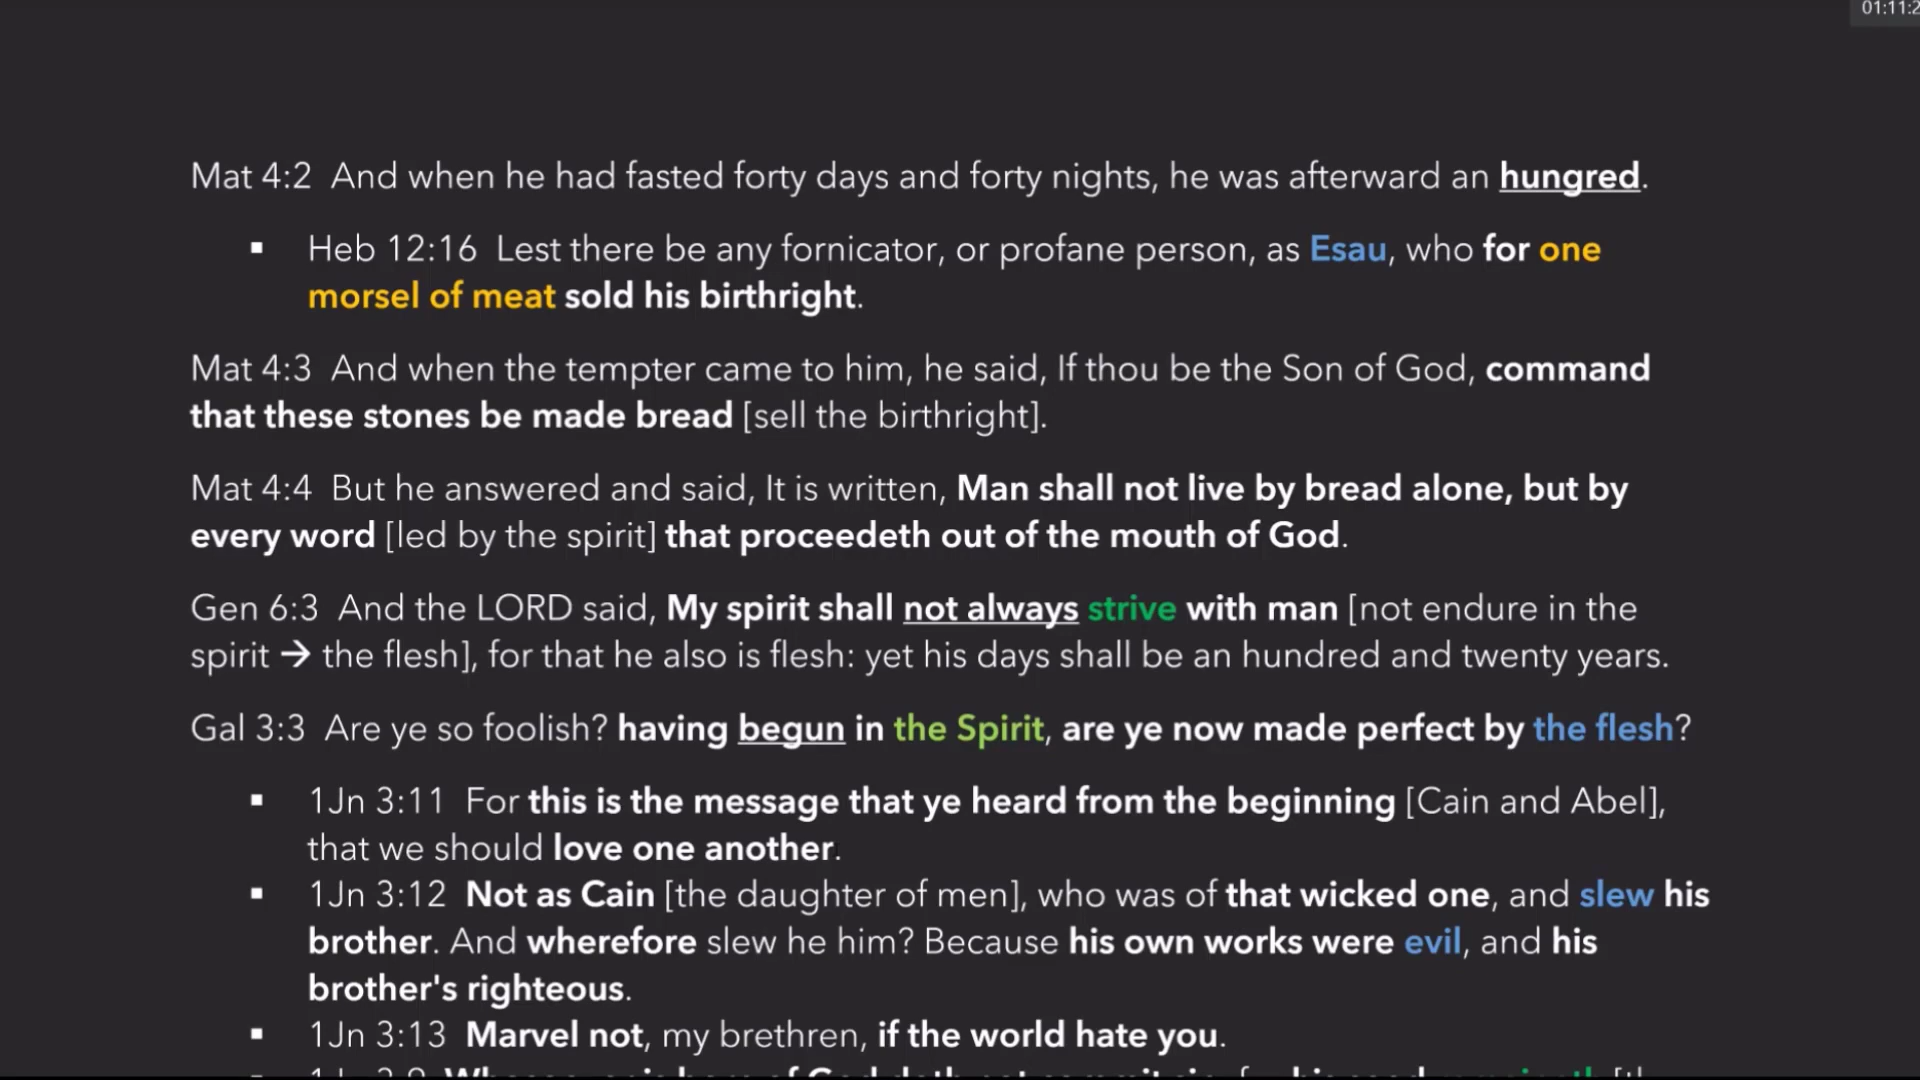 01:11:2
Mat 4:2 And when he had fasted forty days and forty nights, he was afterward an hungred.
▪ Heb 12:16 Lest there be any fornicator, or profane person, as Esau, who for one
morsel of meat sold his birthright.
Mat 4:3 And when the tempter came to him, he said, If thou be the Son of God, command
that these stones be made bread [sell the birthright].
Mat 4:4 But he answered and said, It is written, Man shall not live by bread alone, but by
every word [led by the spirit] that proceedeth out of the mouth of God.
Gen 6:3 And the LORD said, My spirit shall not always strive with man [not endure in the
spirit → the flesh], for that he also is flesh: yet his days shall be an hundred and twenty years.
Gal 3:3 Are ye so foolish? having begun in the Spirit, are ye now made perfect by the flesh?
▪ 1Jn 3:11 For this is the message that ye heard from the beginning [Cain and Abel],
that we should love one another.
▪ 1Jn 3:12 Not as Cain [the daughter of men], who was of that wicked one, and slew his
brother. And wherefore slew he him? Because his own works were evil, and his
brother's righteous.
▪ 1Jn 3:13 Marvel not, my brethren, if the world hate you.